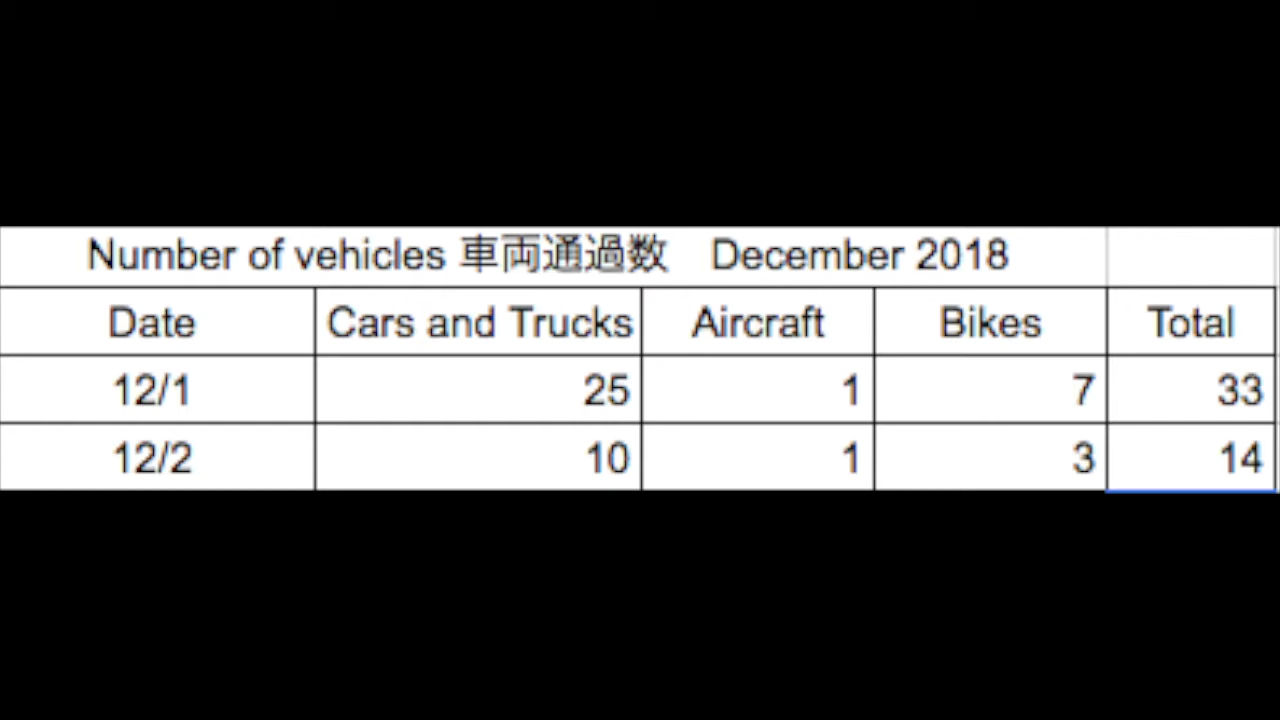 Number of vehicles 車両通過数　December 2018
Date Cars and Trucks Aircraft Bikes Total
12/1 25 1 7 33
12/2 10 1 3 14